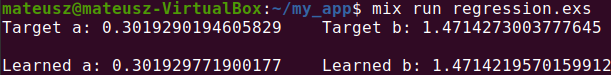 mateusz@mateusz-VirtualBox:~/my_app$ mix run regression.exs
Target a: 0.3019290194605829    Target b: 1.4714273003777645
Learned a: 0.301929771900177    Learned b: 1.4714219570159912